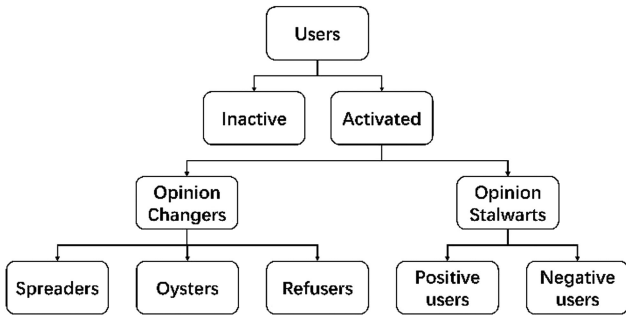 Users
Inactive
Activated
Opinion
Changers
Opinion
Stalwarts
Spreaders
Oysters
Refusers
Positive
users
Negative
users